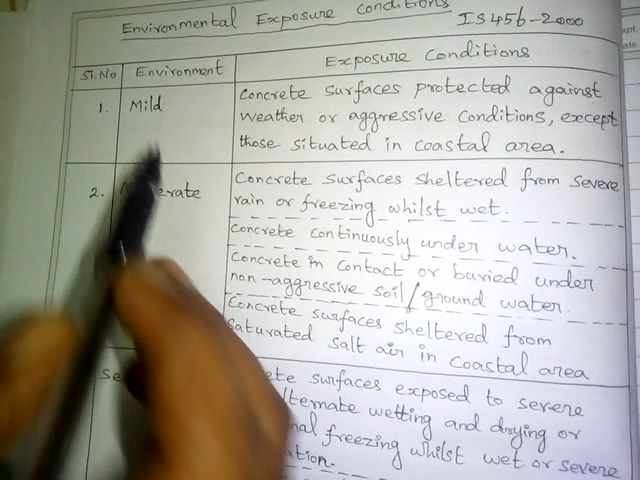 Environmental Exposure Conditions
IS456-2000
Sl.No Environment Exposure Conditions
1. Mild
Concrete surfaces protected against
weather or aggressive conditions, except
those situated in coastal area.
2.
Concrete surfaces sheltered from severe
rain or freezing whilst wet.
Concrete continuously under water.
Concrete in contact or buried under
non-aggressive soil/ground water.
Concrete surfaces sheltered from
saturated salt air in coastal area
surfaces exposed to severe
wetting and drying or
freezing whilst wet or severe